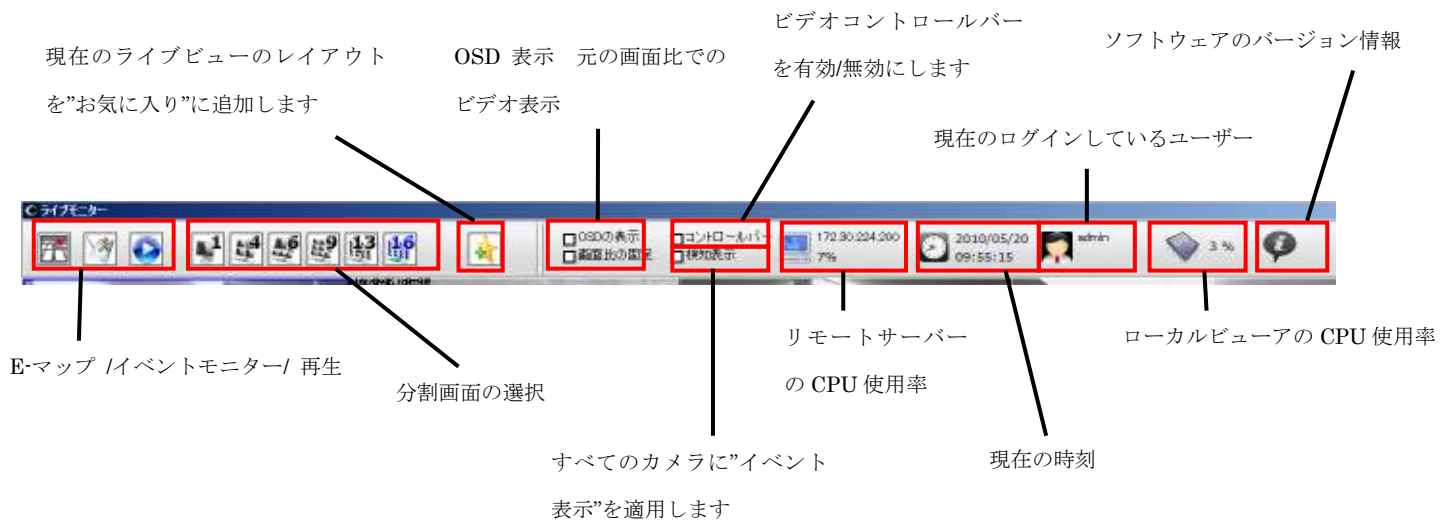 ビデオコントロールバー
を有効/無効にします
現在のライブビューのレイアウト
を”お気に入り”に追加します
OSD 表示　元の画面比での
ビデオ表示
ソフトウェアのバージョン情報
現在のログインしているユーザー
ライブモニター
1 4 6 9 13 16
OSDの表示
画面比の固定
コントロールバー
検知表示
172.30.224.200
7%
2010/05/20
09:55:15
admin
3 %
E-マップ /イベントモニター/ 再生
分割画面の選択
リモートサーバー
の CPU 使用率
ローカルビューアの CPU 使用率
すべてのカメラに”イベント
表示”を適用します
現在の時刻